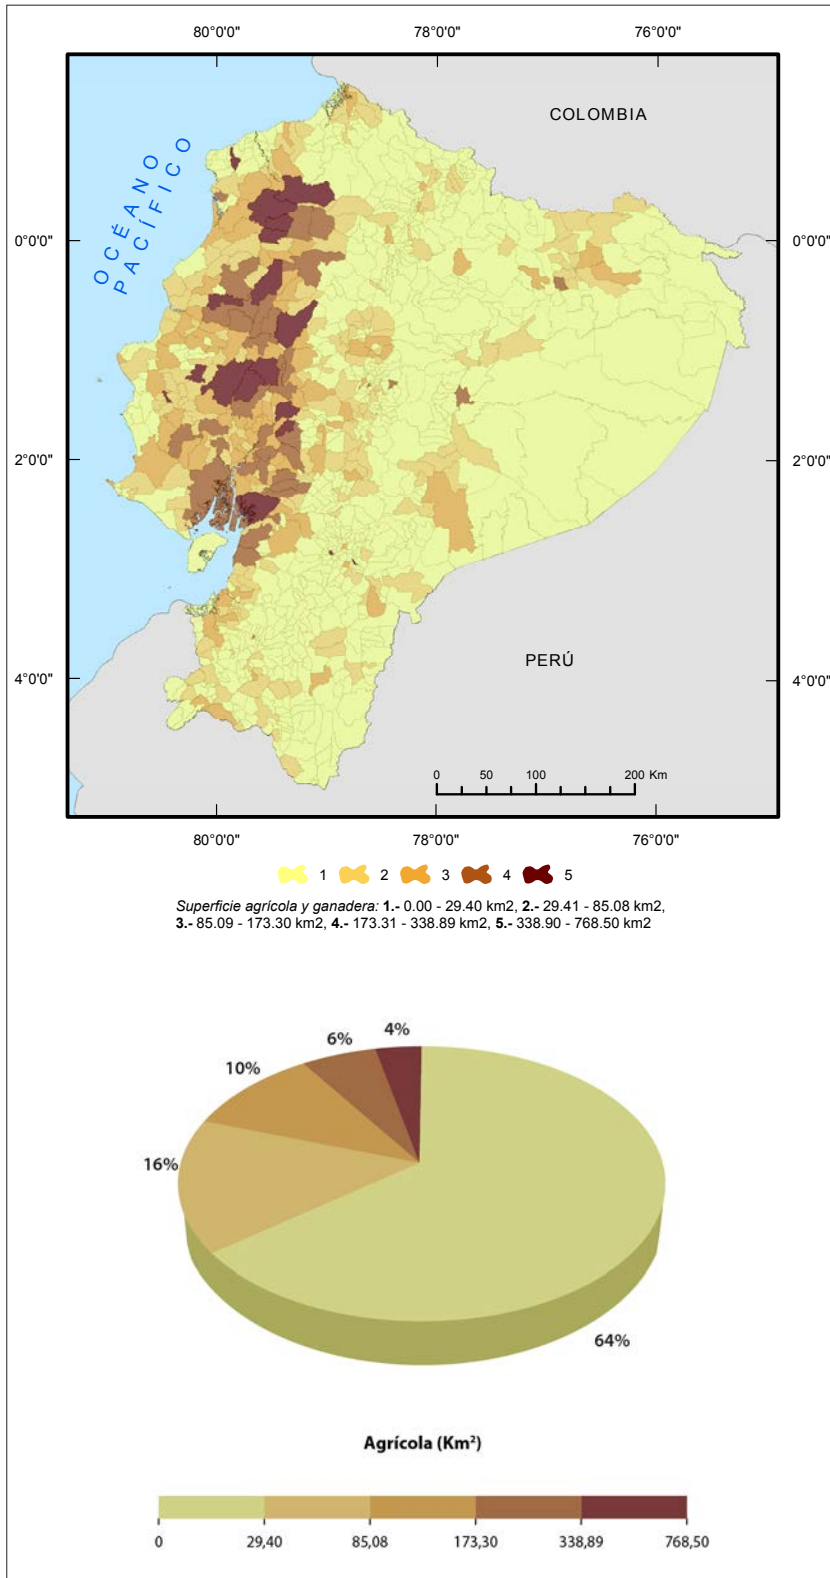 80°0'0"
78°0'0"
76°0'0"
COLOMBIA
OCÉANO
PACÍFICO
0°0'0"
0°0'0"
2°0'0"
2°0'0"
PERÚ
4°0'0"
4°0'0"
0 50 100 200 Km
80°0'0"
78°0'0"
76°0'0"
1 2 3 4 5
Superficie agrícola y ganadera: 1.- 0.00 - 29.40 km2, 2.- 29.41 - 85.08 km2,
3.- 85.09 - 173.30 km2, 4.- 173.31 - 338.89 km2, 5.- 338.90 - 768.50 km2
4%
6%
10%
16%
64%
Agrícola (Km²)
0 29,40 85,08 173,30 338,89 768,50